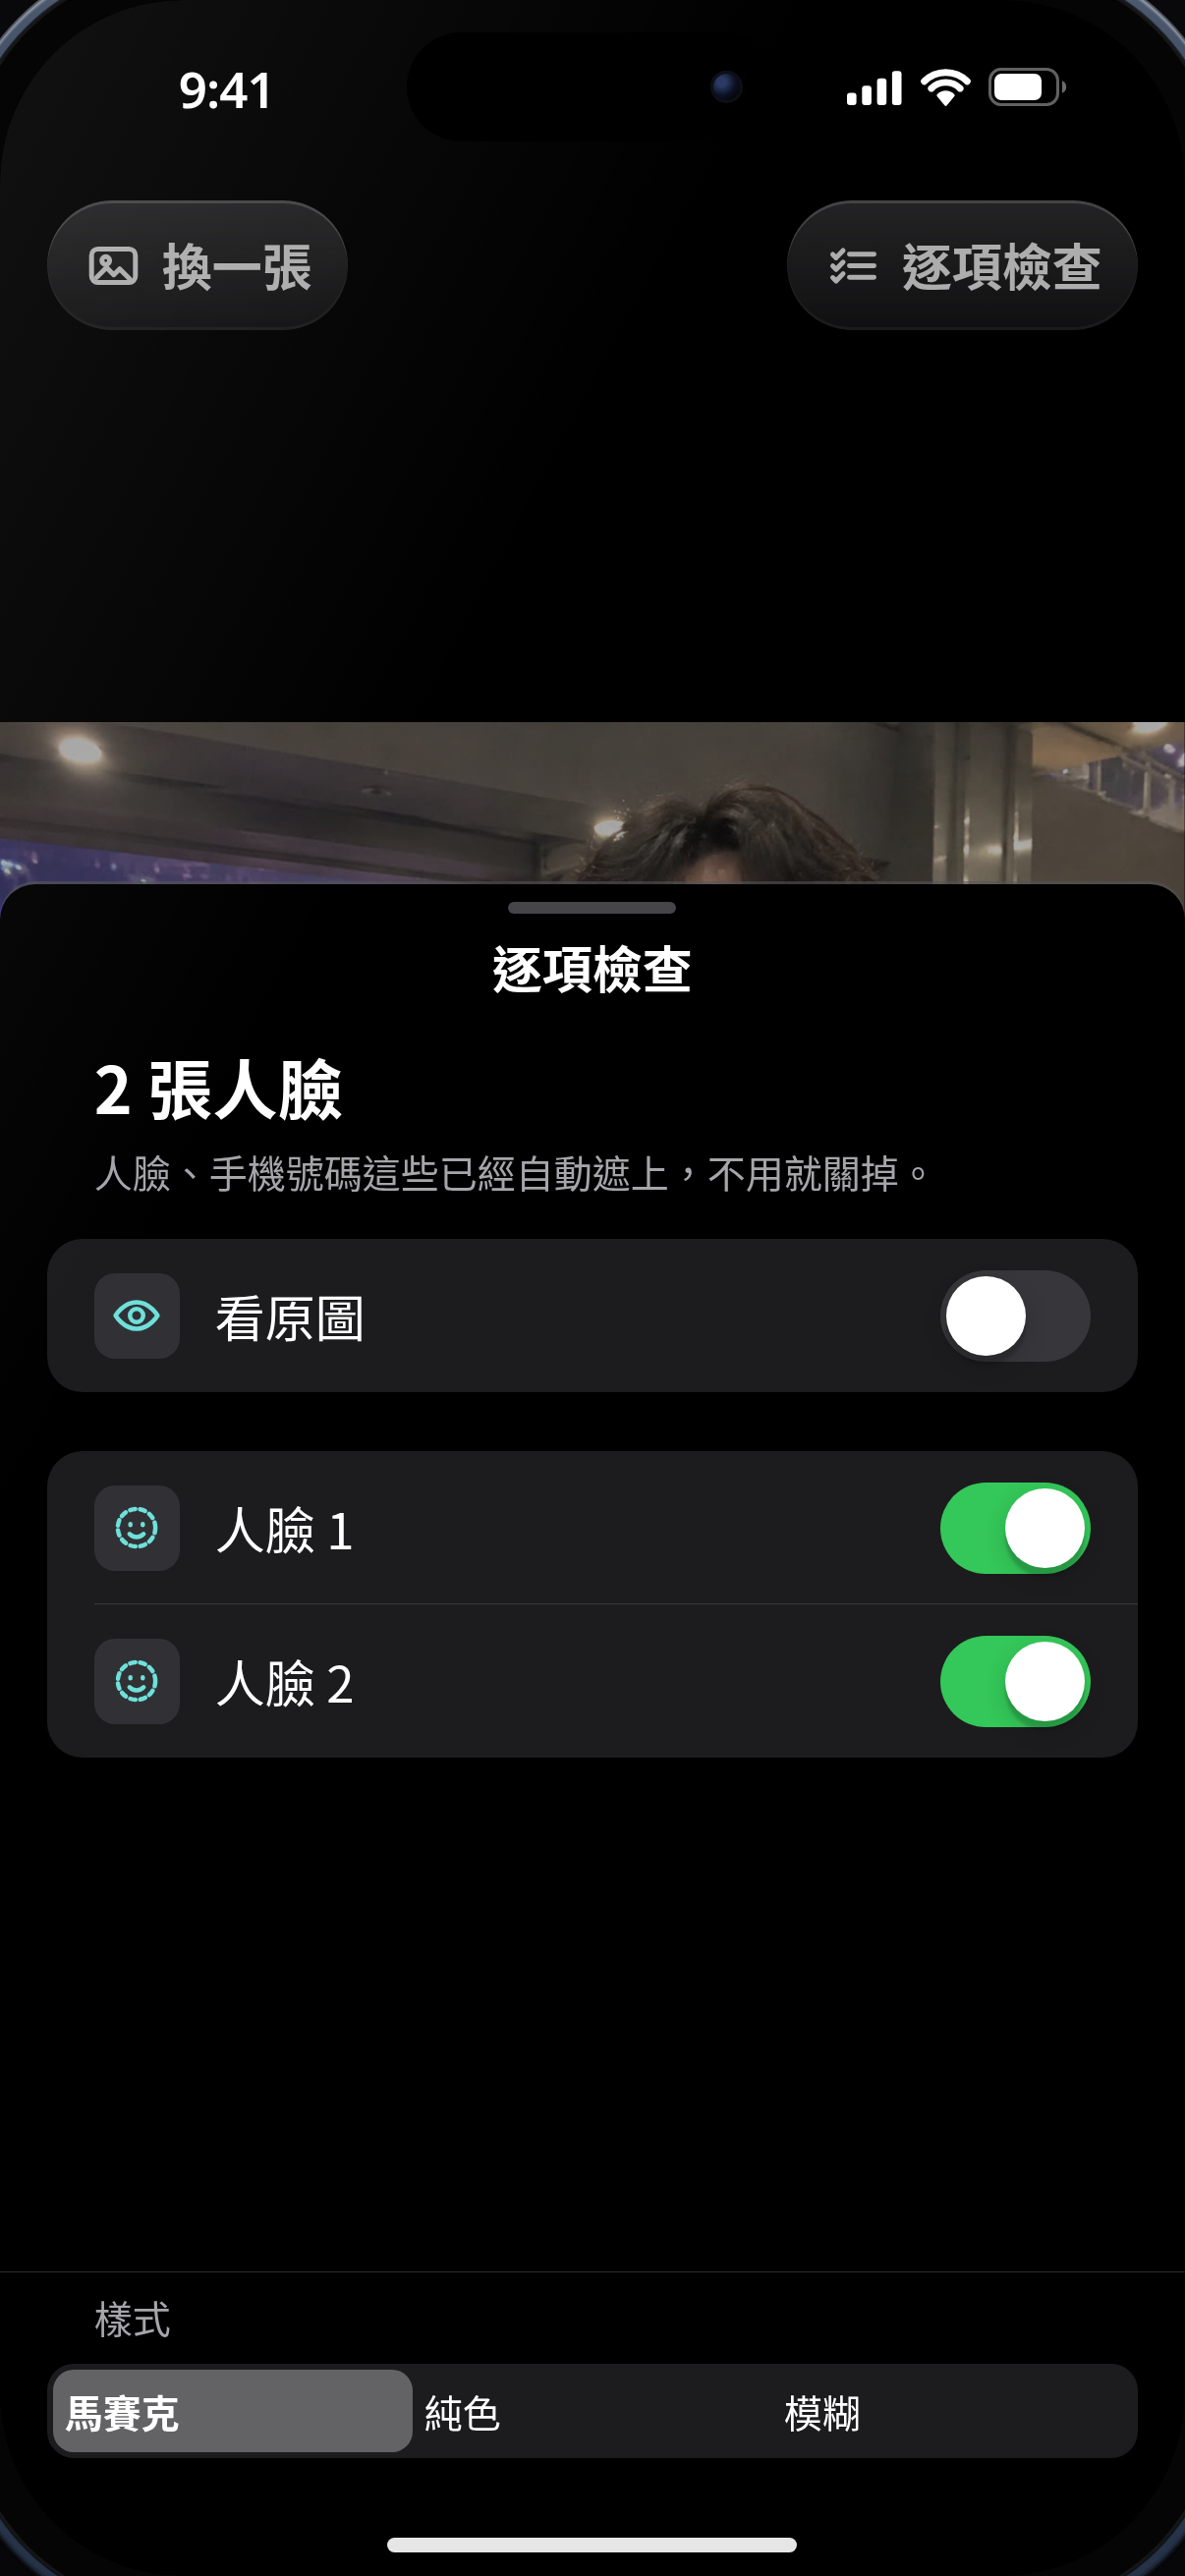 9:41
換一張
逐項檢查
逐項檢查
2 張人臉
人臉、手機號碼這些已經自動遮上，不用就關掉。
看原圖
人臉 1
人臉 2
樣式
馬賽克
純色
模糊